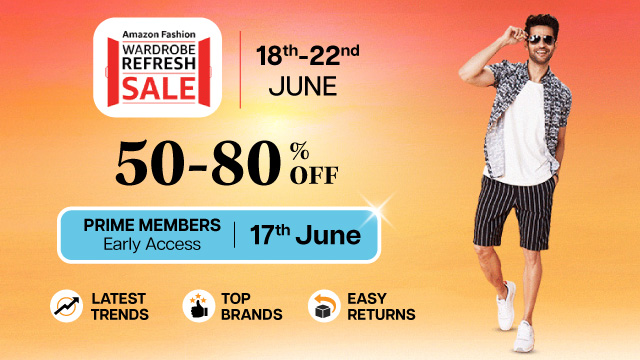 Amazon Fashion
WARDROBE
REFRESH
SALE
18th-22nd
JUNE
50-80% OFF
PRIME MEMBERS
Early Access
17th June
LATEST
TRENDS
TOP
BRANDS
EASY
RETURNS